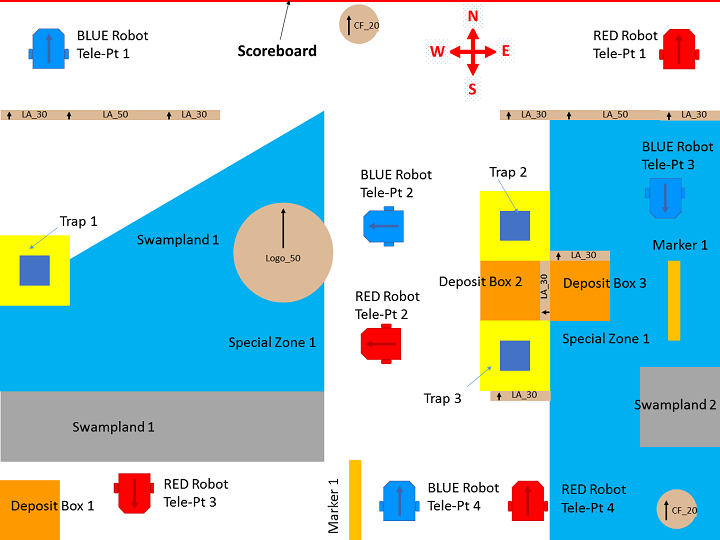 CF_20
N
BLUE Robot
Tele-Pt 1
Scoreboard
W
E
RED Robot
Tele-Pt 1
S
LA_30
LA_50
LA_30
LA_30
LA_50
LA_30
BLUE Robot
Tele-Pt 3
BLUE Robot
Tele-Pt 2
Trap 2
Trap 1
Swampland 1
Marker 1
Logo_50
LA_30
Deposit Box 2
LA_30
Deposit Box 3
RED Robot
Tele-Pt 2
Special Zone 1
Special Zone 1
Trap 3
LA_30
Swampland 2
Swampland 1
RED Robot
Tele-Pt 3
BLUE Robot
Tele-Pt 4
RED Robot
Tele-Pt 4
Deposit Box 1
Marker 1
CF_20